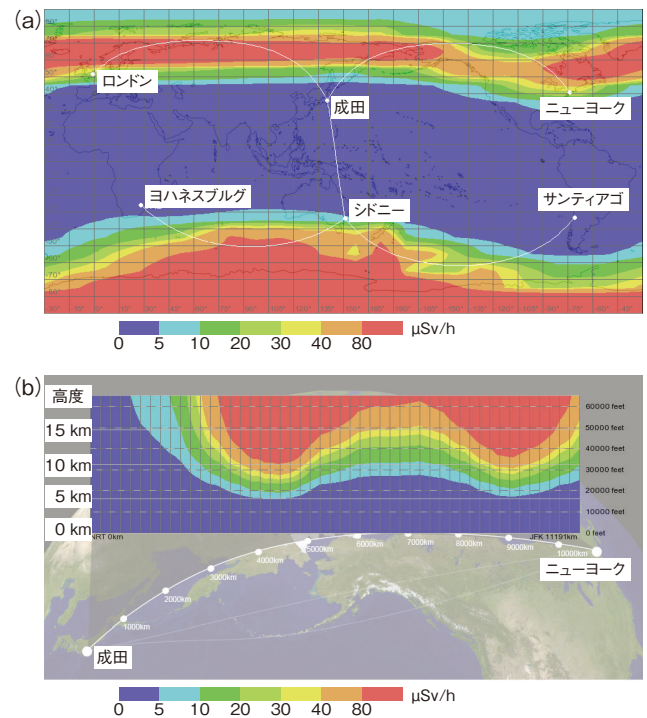 (a)
ロンドン
成田
ニューヨーク
ヨハネスブルグ
シドニー
サンティアゴ
0 5 10 20 30 40 80 μSv/h
(b)
高度
15 km
10 km
5 km
0 km
60000 feet
50000 feet
40000 feet
30000 feet
20000 feet
10000 feet
0 feet
NRT 0km
JFK 11191km
1000km
2000km
3000km
4000km
5000km
6000km
7000km
8000km
9000km
10000km
ニューヨーク
成田
0 5 10 20 30 40 80 μSv/h